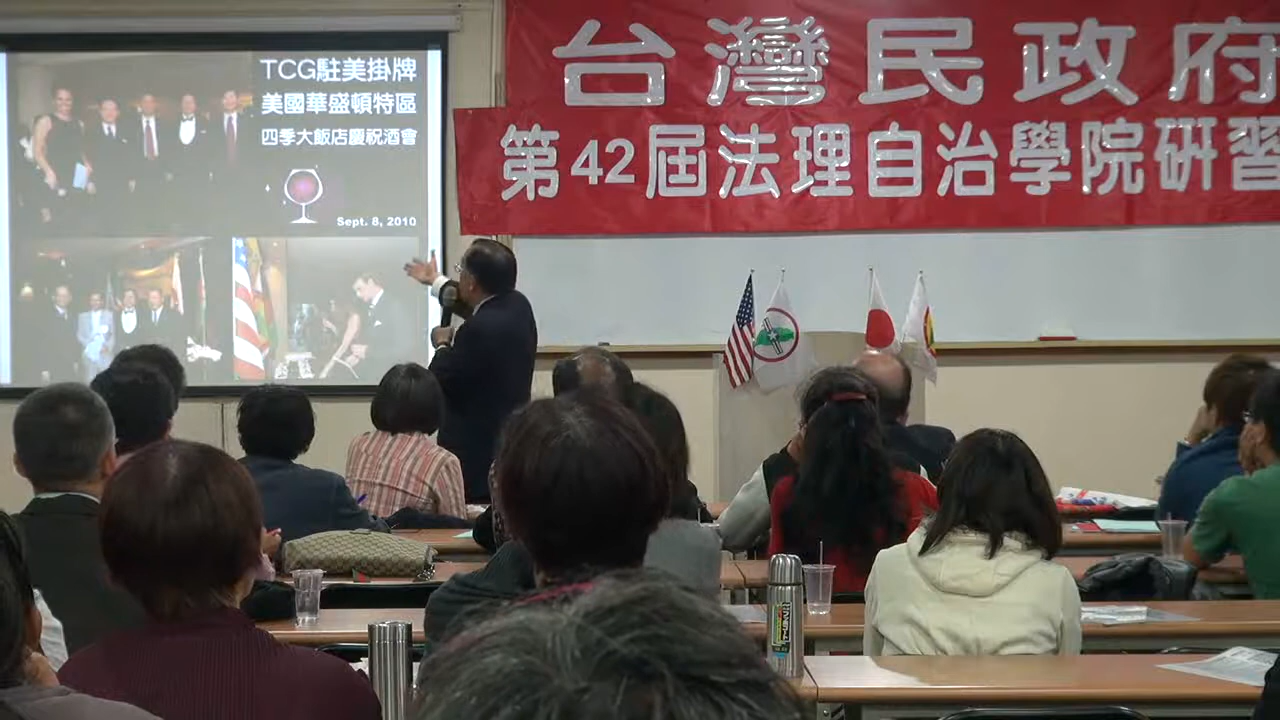 TCG駐美掛牌
美國華盛頓特區
四季大飯店慶祝酒會
Sept. 8, 2010
台灣民政府
第42屆法理自治學院研習